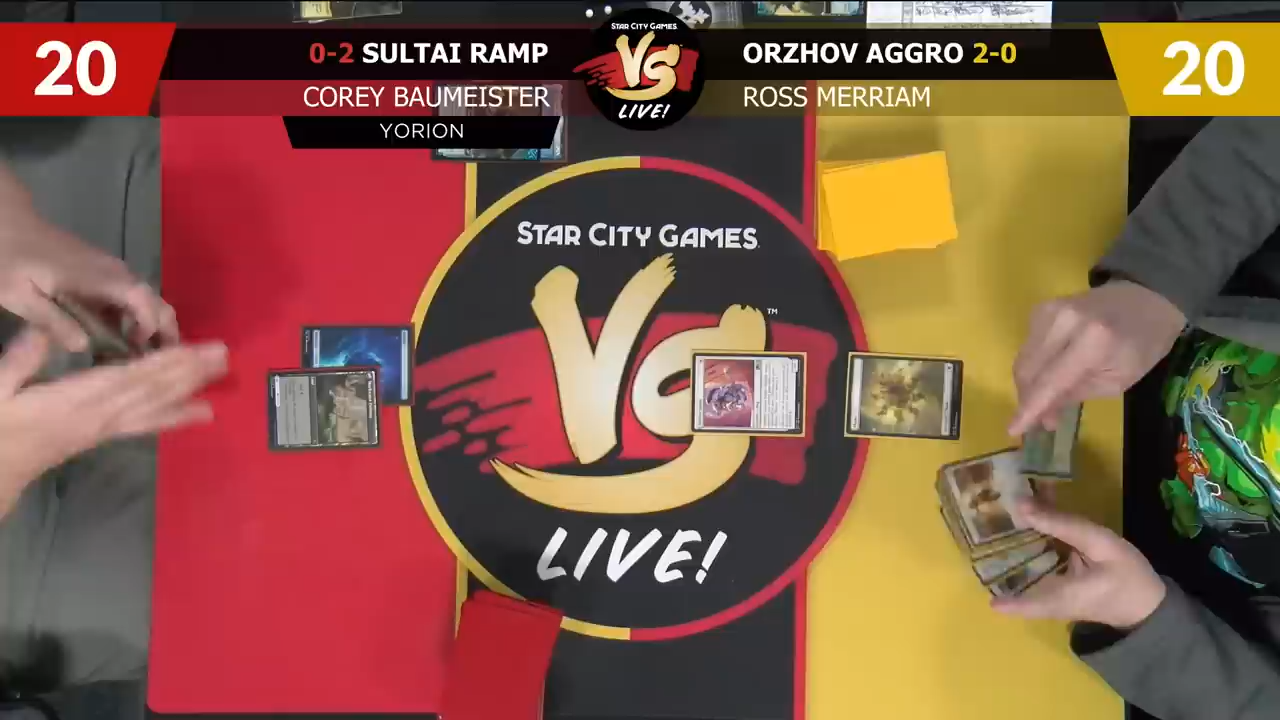 20
0-2 SULTAI RAMP
COREY BAUMEISTER
YORION
STAR CITY GAMES
VS
LIVE!
ORZHOV AGGRO 2-0
ROSS MERRIAM
20
STAR CITY GAMES
VS TM
LIVE!